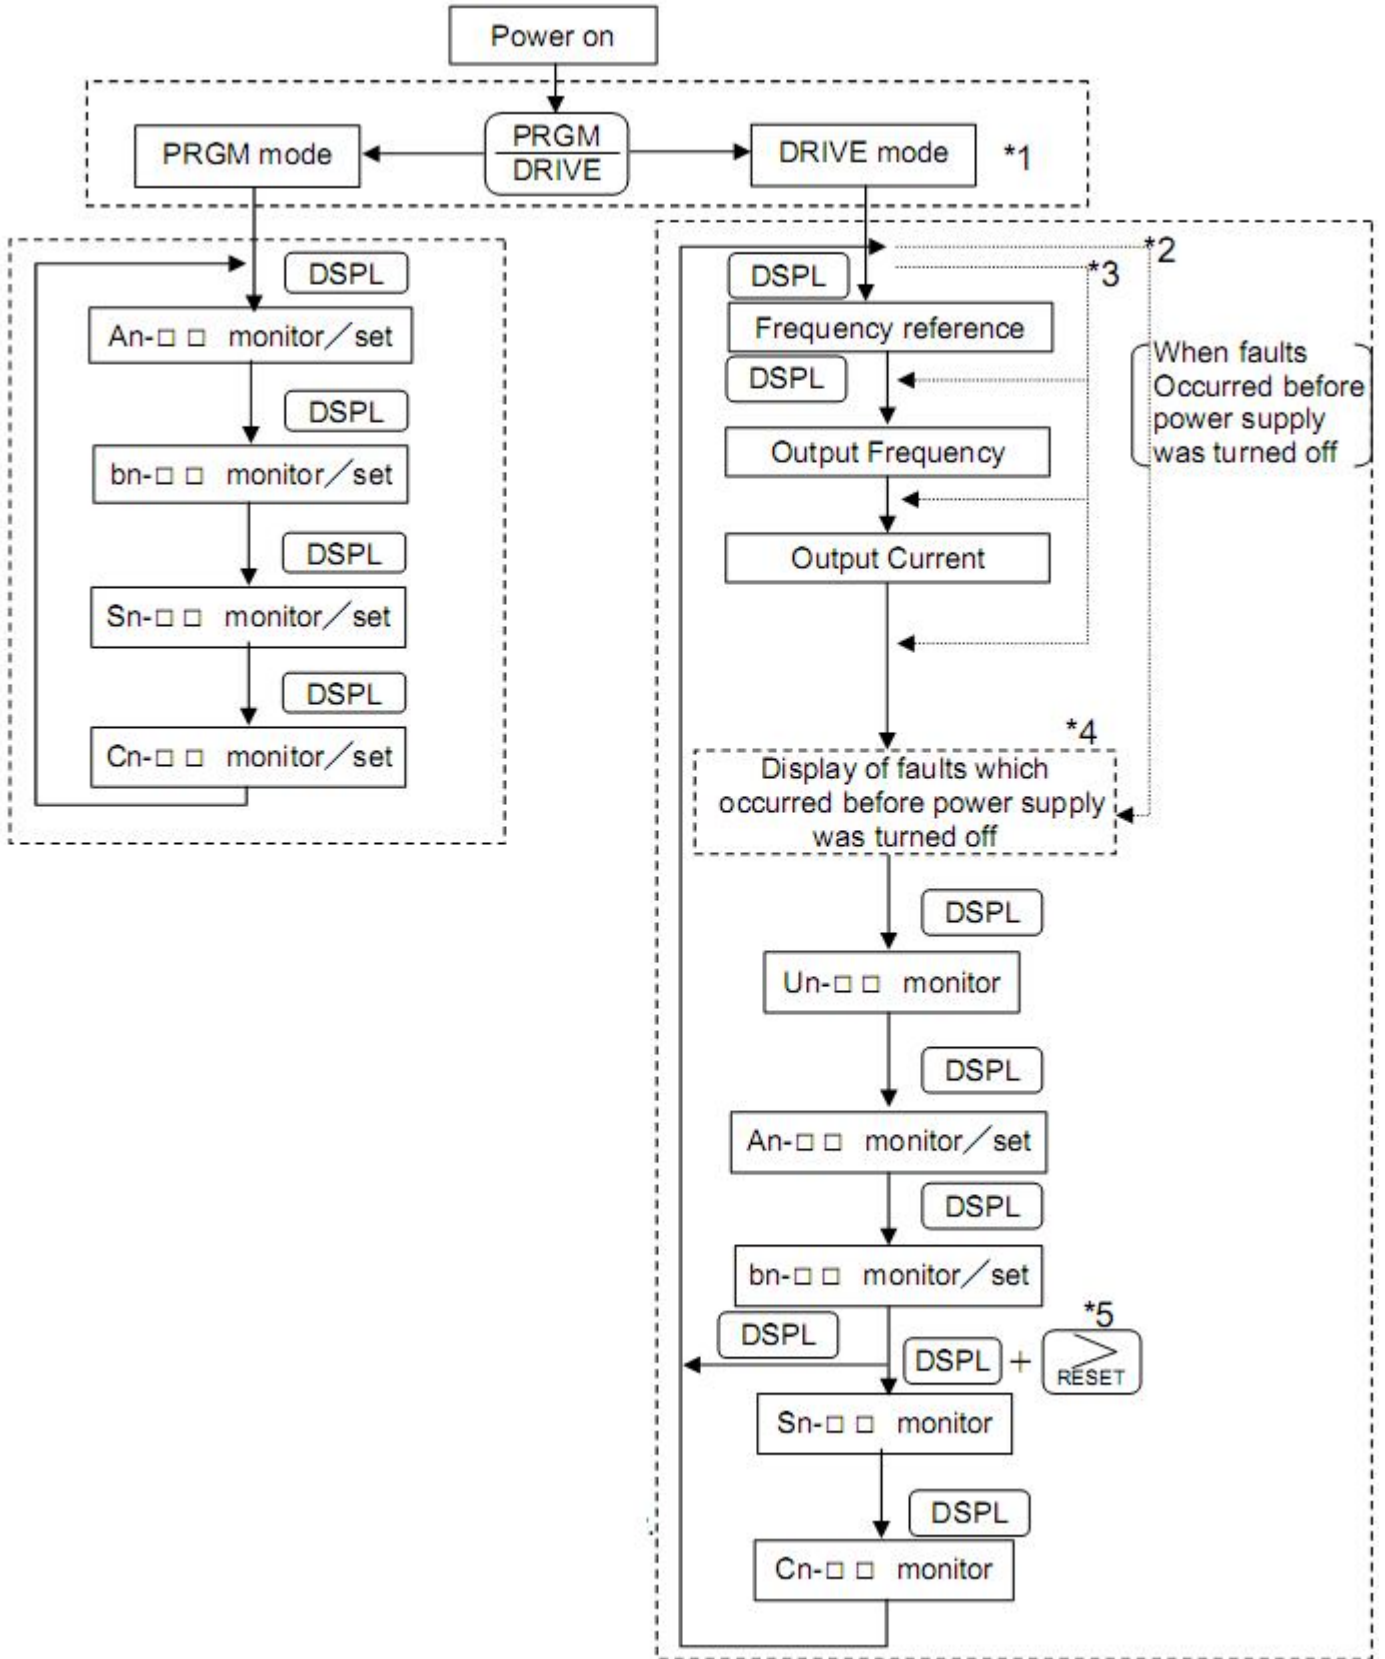 Power on
PRGM mode
PRGM
DRIVE
DRIVE mode
*1
DSPL
An-□ □ monitor/set
DSPL
bn-□ □ monitor/set
DSPL
Sn-□ □ monitor/set
DSPL
Cn-□ □ monitor/set
*2
*3
DSPL
Frequency reference
DSPL
Output Frequency
Output Current
When faults
Occurred before
power supply
was turned off
*4
Display of faults which
occurred before power supply
was turned off
DSPL
Un-□ □ monitor
DSPL
An-□ □ monitor/set
DSPL
bn-□ □ monitor/set
DSPL
*5
DSPL + > RESET
Sn-□ □ monitor
DSPL
Cn-□ □ monitor